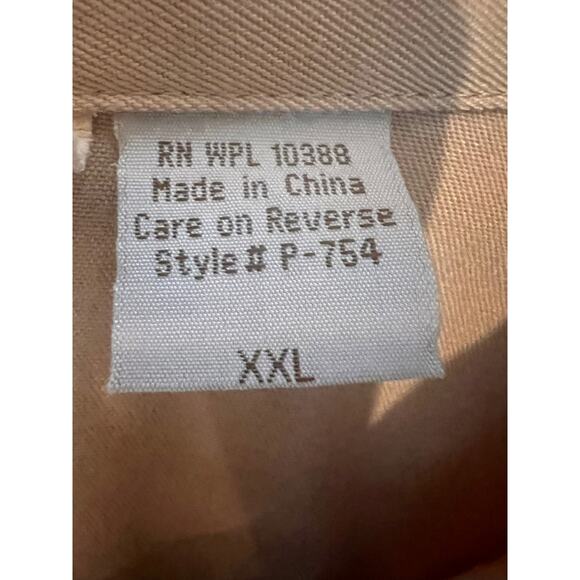 RN WPL 10388
Made in China
Care on Reverse
Style# P-754
XXL